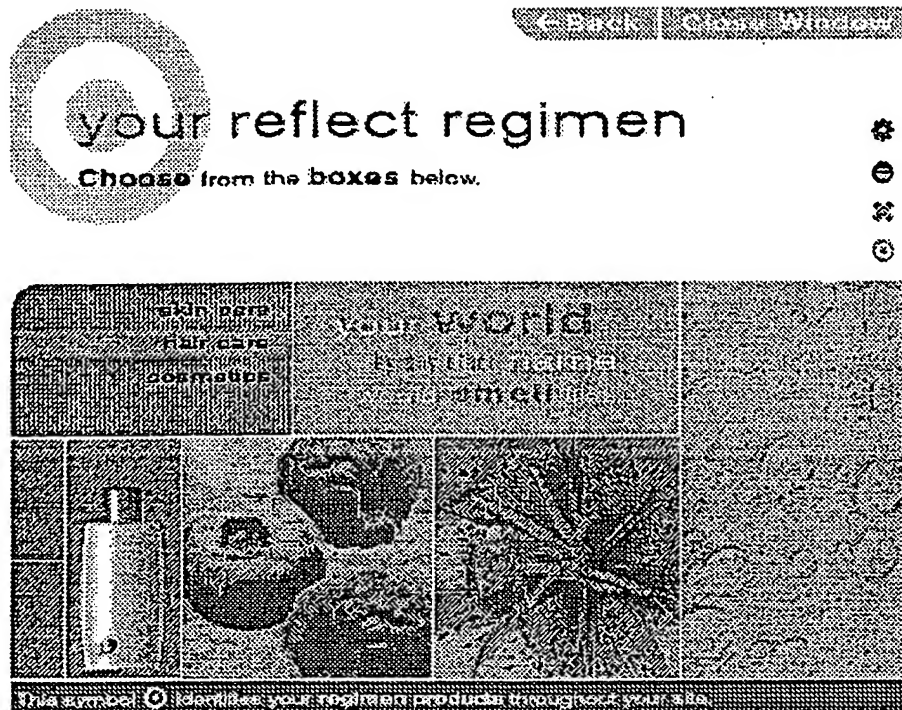 ← Back | Close Window
your reflect regimen
Choose from the boxes below.
skin care
hair care
cosmetics
your world
smell
This symbol identifies your regimen products throughout your site.